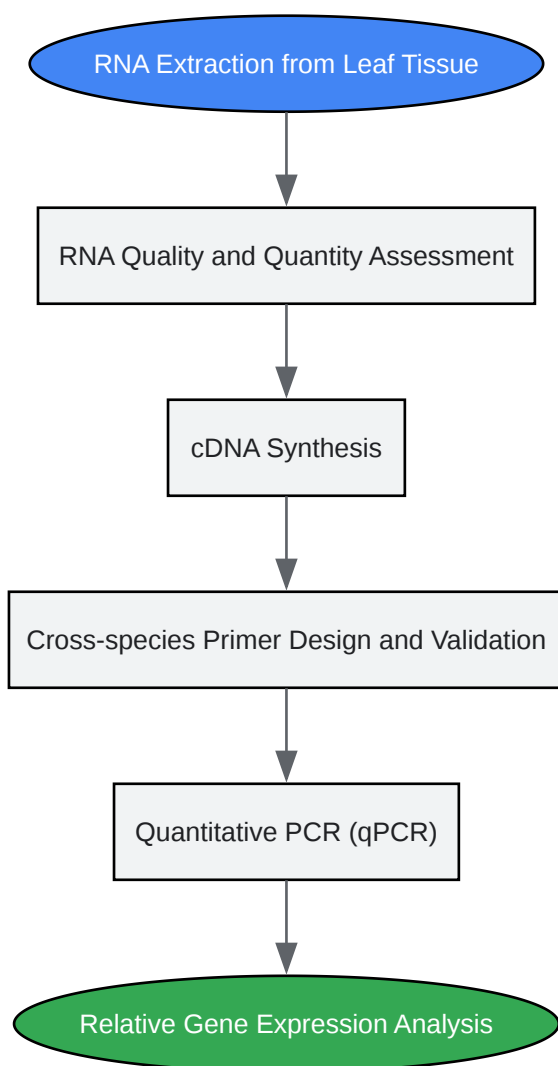 RNA Extraction from Leaf Tissue
RNA Quality and Quantity Assessment
cDNA Synthesis
Cross-species Primer Design and Validation
Quantitative PCR (qPCR)
Relative Gene Expression Analysis